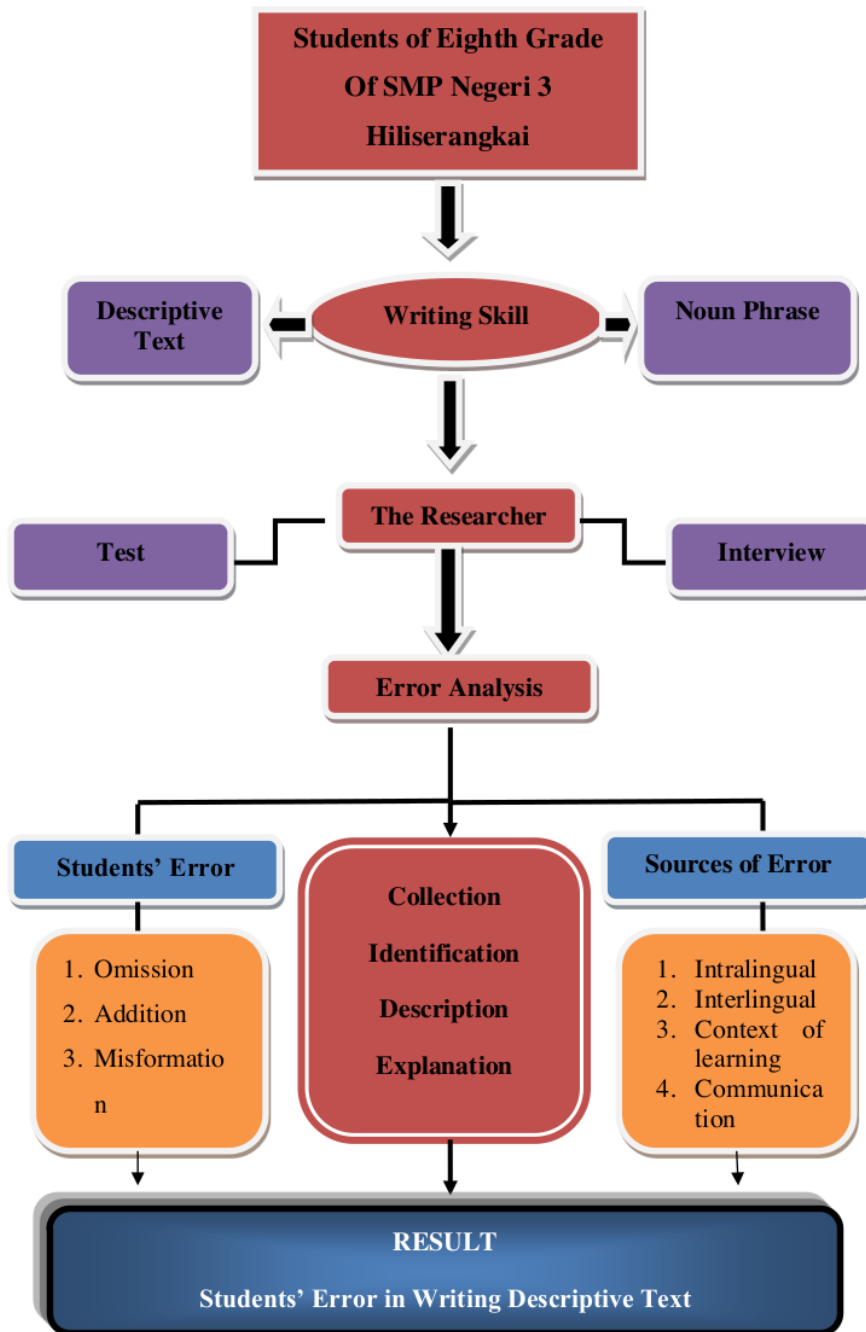 Students of Eighth Grade
Of SMP Negeri 3
Hiliserangkai
Descriptive
Text
Writing Skill
Noun Phrase
The Researcher
Test
Interview
Error Analysis
Students’ Error
Sources of Error
Collection
Identification
Description
Explanation
1. Omission
2. Addition
3. Misformatio
n
1. Intralingual
2. Interlingual
3. Context of
learning
4. Communica
tion
RESULT
Students’ Error in Writing Descriptive Text